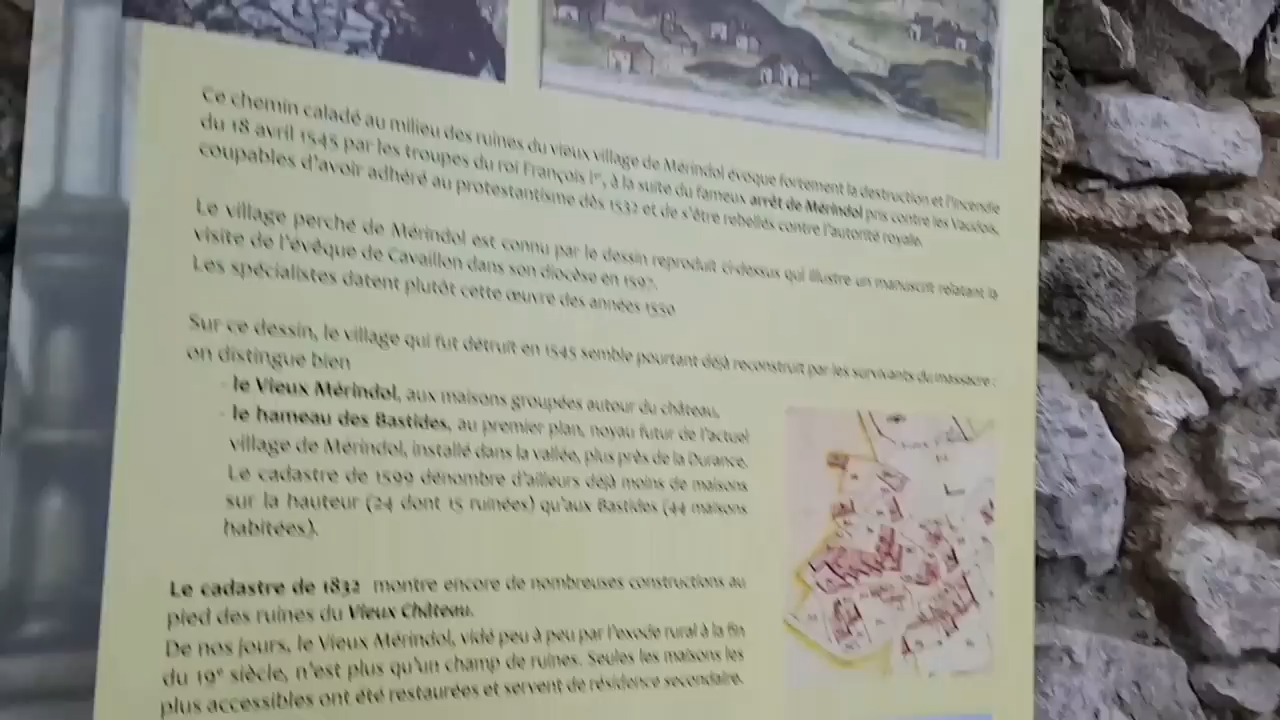 Ce chemin caladé au milieu des ruines du vieux village de Mérindol évoque fortement la destruction et l'incendie
du 18 avril 1545 par les troupes du roi François Iᵉʳ, à la suite du fameux arrêt de Mérindol pris contre les Vaudois,
coupables d'avoir adhéré au protestantisme dès 1532 et de s'être rebellés contre l'autorité royale.
Le village perché de Mérindol est connu par le dessin reproduit ci-dessus qui illustre un manuscrit relatant la
visite de l'évêque de Cavaillon dans son diocèse en 1597.
Les spécialistes datent plutôt cette œuvre des années 1550
Sur ce dessin, le village qui fut détruit en 1545 semble pourtant déjà reconstruit par les survivants du massacre :
on distingue bien
- le Vieux Mérindol, aux maisons groupées autour du château,
- le hameau des Bastides, au premier plan, noyau futur de l'actuel
village de Mérindol, installé dans la vallée, plus près de la Durance.
Le cadastre de 1599 dénombre d'ailleurs déjà moins de maisons
sur la hauteur (24 dont 15 ruinées) qu'aux Bastides (44 maisons
habitées).
Le cadastre de 1832 montre encore de nombreuses constructions au
pied des ruines du Vieux Château.
De nos jours, le Vieux Mérindol, vidé peu à peu par l'exode rural à la fin
du 19ᵉ siècle, n'est plus qu'un champ de ruines. Seules les maisons les
plus accessibles ont été restaurées et servent de résidence secondaire.